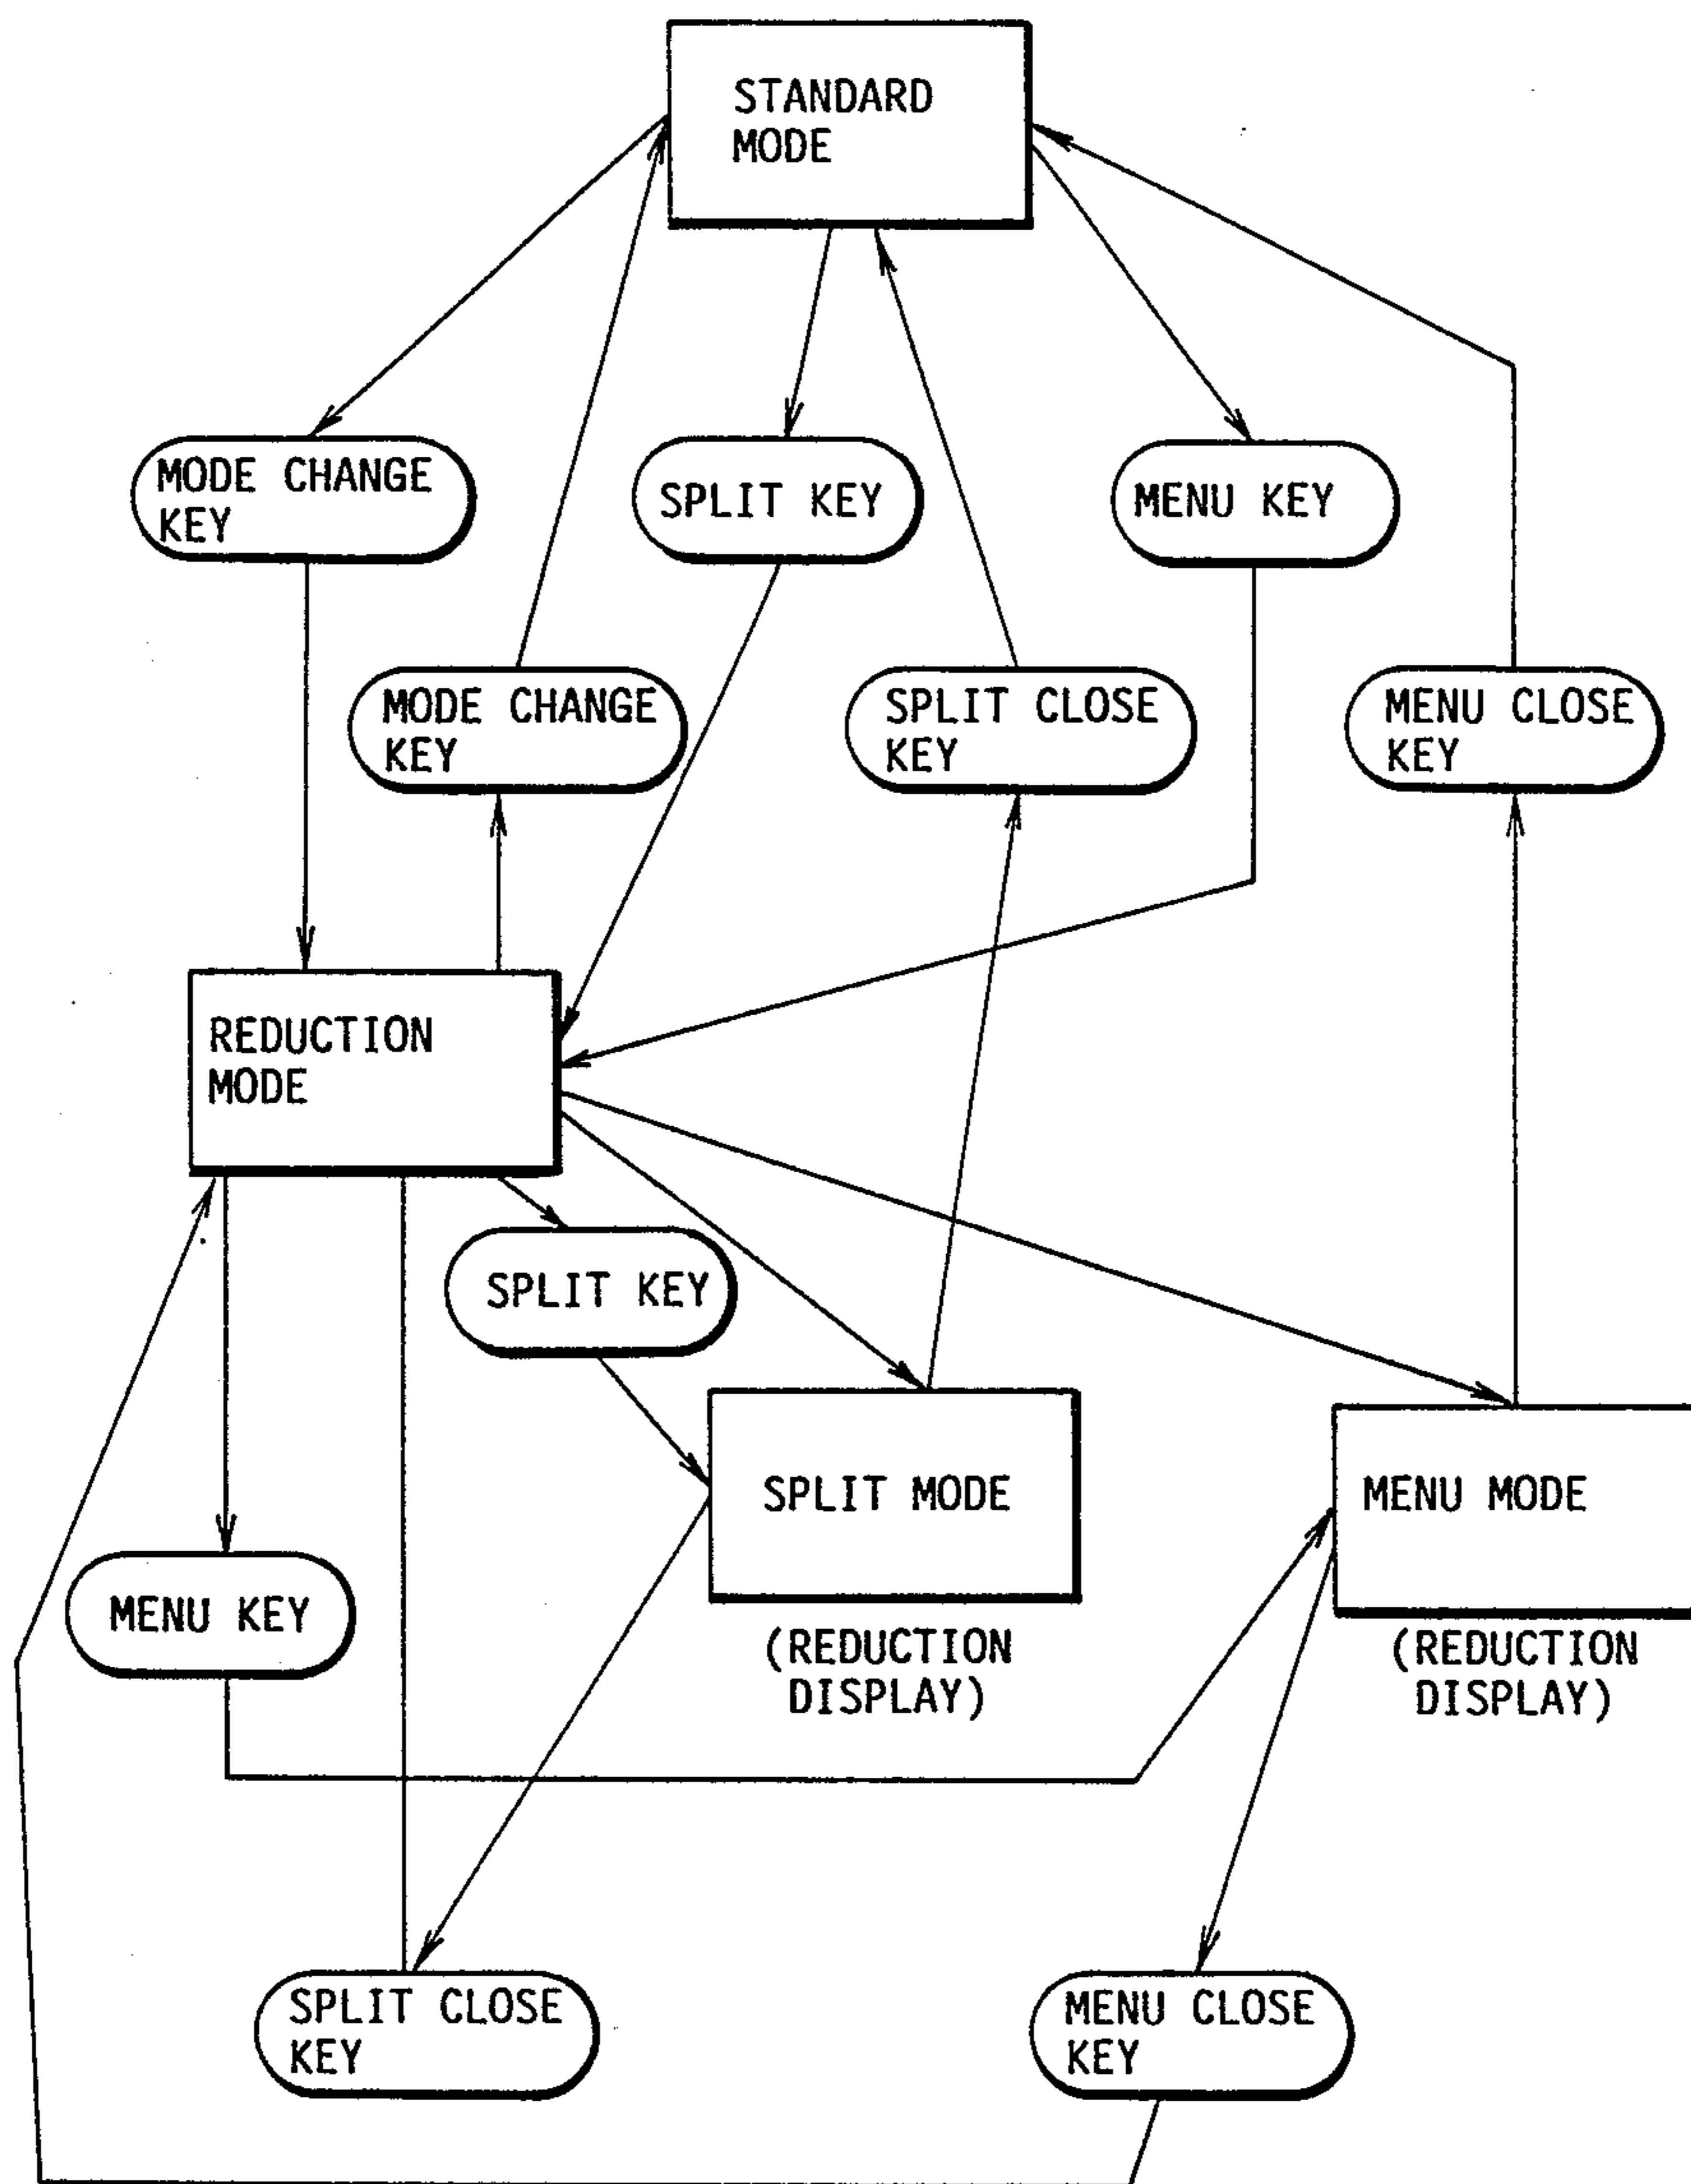 STANDARD
MODE
MODE CHANGE
KEY
SPLIT KEY
MENU KEY
MODE CHANGE
KEY
SPLIT CLOSE
KEY
MENU CLOSE
KEY
REDUCTION
MODE
SPLIT KEY
SPLIT MODE
MENU MODE
MENU KEY
(REDUCTION
DISPLAY)
(REDUCTION
DISPLAY)
SPLIT CLOSE
KEY
MENU CLOSE
KEY